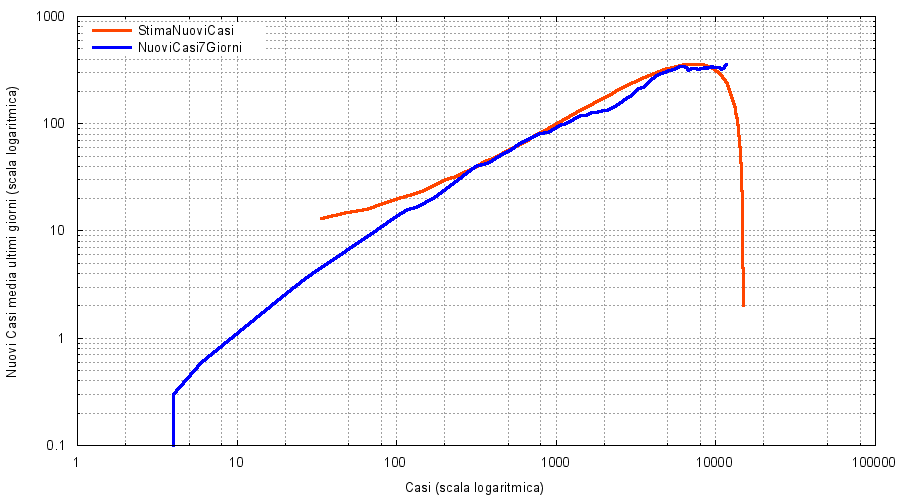 1000
StimaNuoviCasi
NuoviCasi7Giorni
100
10
1
0.1
1 10 100 1000 10000 100000
Nuovi Casi media ultimi giorni (scala logaritmica)
Casi (scala logaritmica)